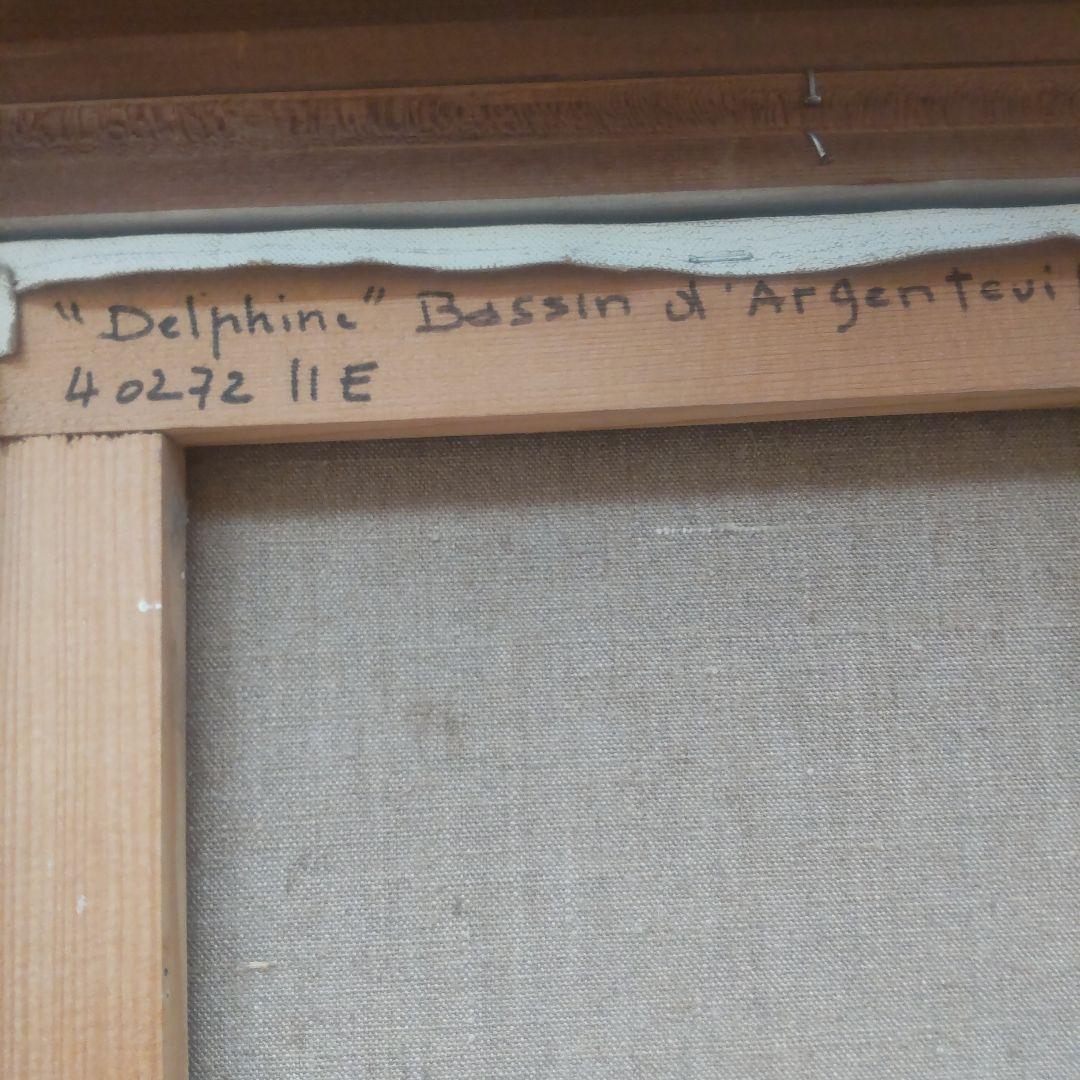 "Delphine" Bassin d'Argenteuil
40272 11E